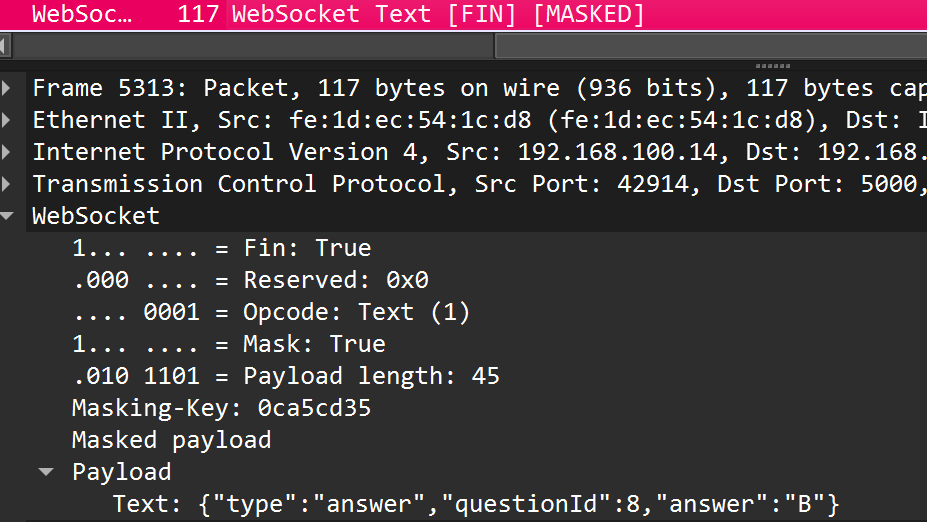 WebSoc… 117 WebSocket Text [FIN] [MASKED]
Frame 5313: Packet, 117 bytes on wire (936 bits), 117 bytes cap
Ethernet II, Src: fe:1d:ec:54:1c:d8 (fe:1d:ec:54:1c:d8), Dst:
Internet Protocol Version 4, Src: 192.168.100.14, Dst: 192.168.
Transmission Control Protocol, Src Port: 42914, Dst Port: 5000,
WebSocket
1... .... = Fin: True
.000 .... = Reserved: 0x0
.... 0001 = Opcode: Text (1)
1... .... = Mask: True
.010 1101 = Payload length: 45
Masking-Key: 0ca5cd35
Masked payload
Payload
Text: {"type":"answer","questionId":8,"answer":"B"}